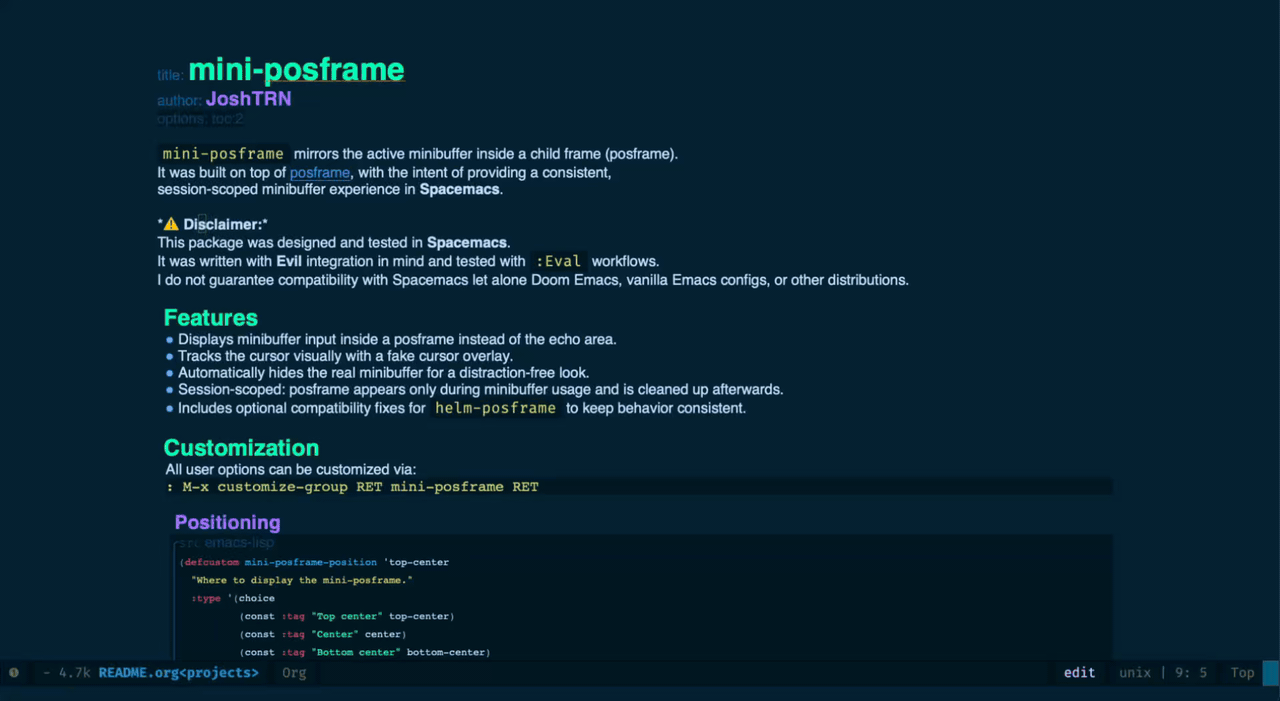 title: mini-posframe
author: JoshTRN
options: toc:2
mini-posframe mirrors the active minibuffer inside a child frame (posframe).
It was built on top of posframe, with the intent of providing a consistent,
session-scoped minibuffer experience in Spacemacs.
*⚠ Disclaimer:*
This package was designed and tested in Spacemacs.
It was written with Evil integration in mind and tested with :Eval workflows.
I do not guarantee compatibility with Spacemacs let alone Doom Emacs, vanilla Emacs configs, or other distributions.
Features
● Displays minibuffer input inside a posframe instead of the echo area.
● Tracks the cursor visually with a fake cursor overlay.
● Automatically hides the real minibuffer for a distraction-free look.
● Session-scoped: posframe appears only during minibuffer usage and is cleaned up afterwards.
● Includes optional compatibility fixes for helm-posframe to keep behavior consistent.
Customization
All user options can be customized via:
: M-x customize-group RET mini-posframe RET
Positioning
src emacs-lisp
(defcustom mini-posframe-position 'top-center
"Where to display the mini-posframe."
:type '(choice
(const :tag "Top center" top-center)
(const :tag "Center" center)
(const :tag "Bottom center" bottom-center)
- 4.7k README.org<projects> Org edit unix | 9: 5 Top